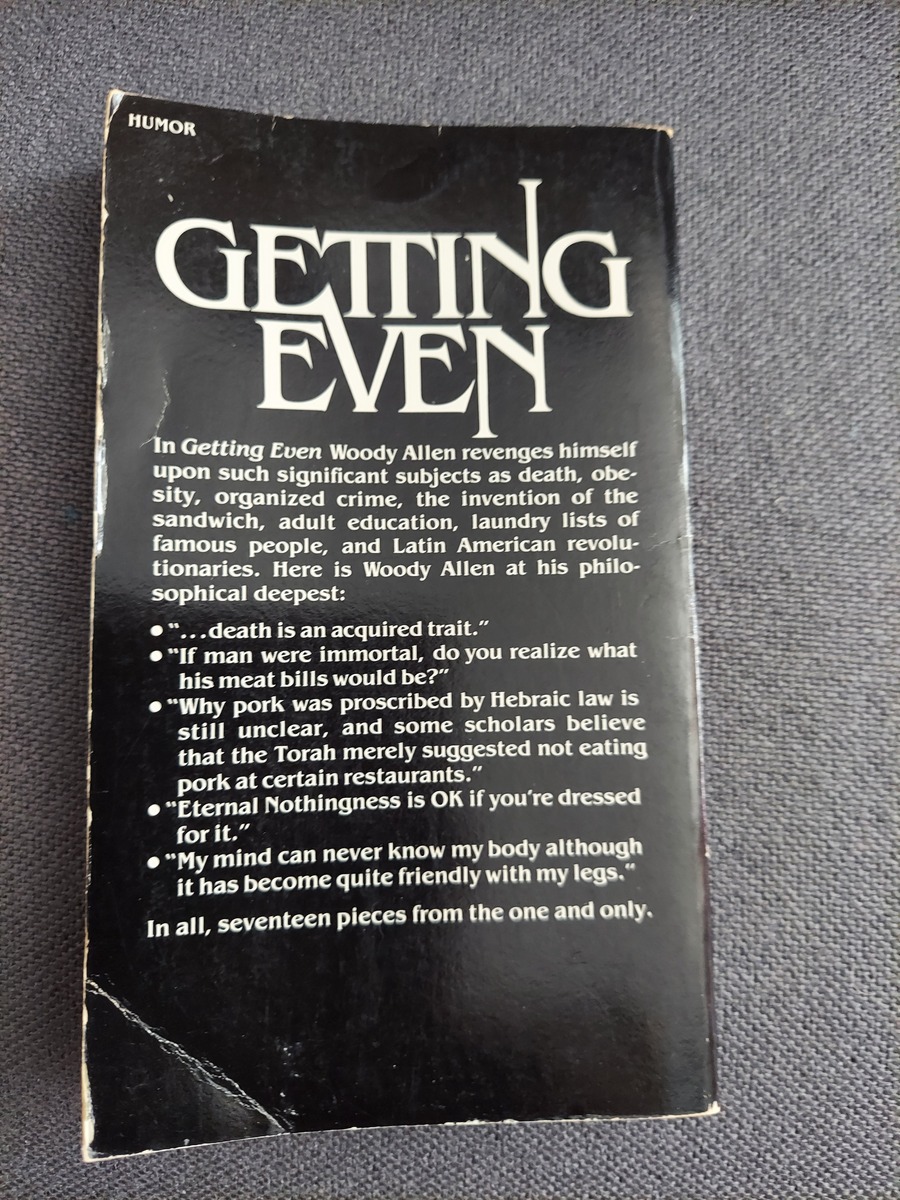 HUMOR
GETTING
EVEN
In Getting Even Woody Allen revenges himself
upon such significant subjects as death, obe-
sity, organized crime, the invention of the
sandwich, adult education, laundry lists of
famous people, and Latin American revolu-
tionaries. Here is Woody Allen at his philo-
sophical deepest:
● "...death is an acquired trait."
● "If man were immortal, do you realize what
his meat bills would be?"
● "Why pork was proscribed by Hebraic law is
still unclear, and some scholars believe
that the Torah merely suggested not eating
pork at certain restaurants."
● "Eternal Nothingness is OK if you're dressed
for it."
● "My mind can never know my body although
it has become quite friendly with my legs."
In all, seventeen pieces from the one and only.